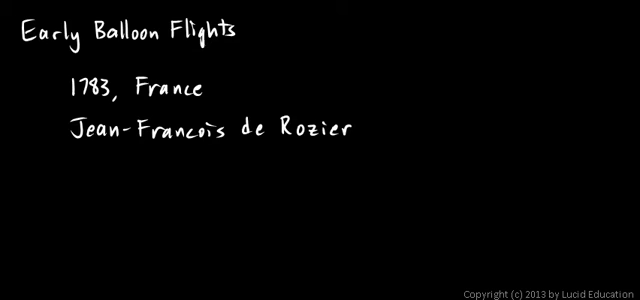 Early Balloon Flights
1783, France
Jean-Francois de Rozier
Copyright (c) 2013 by Lucid Education